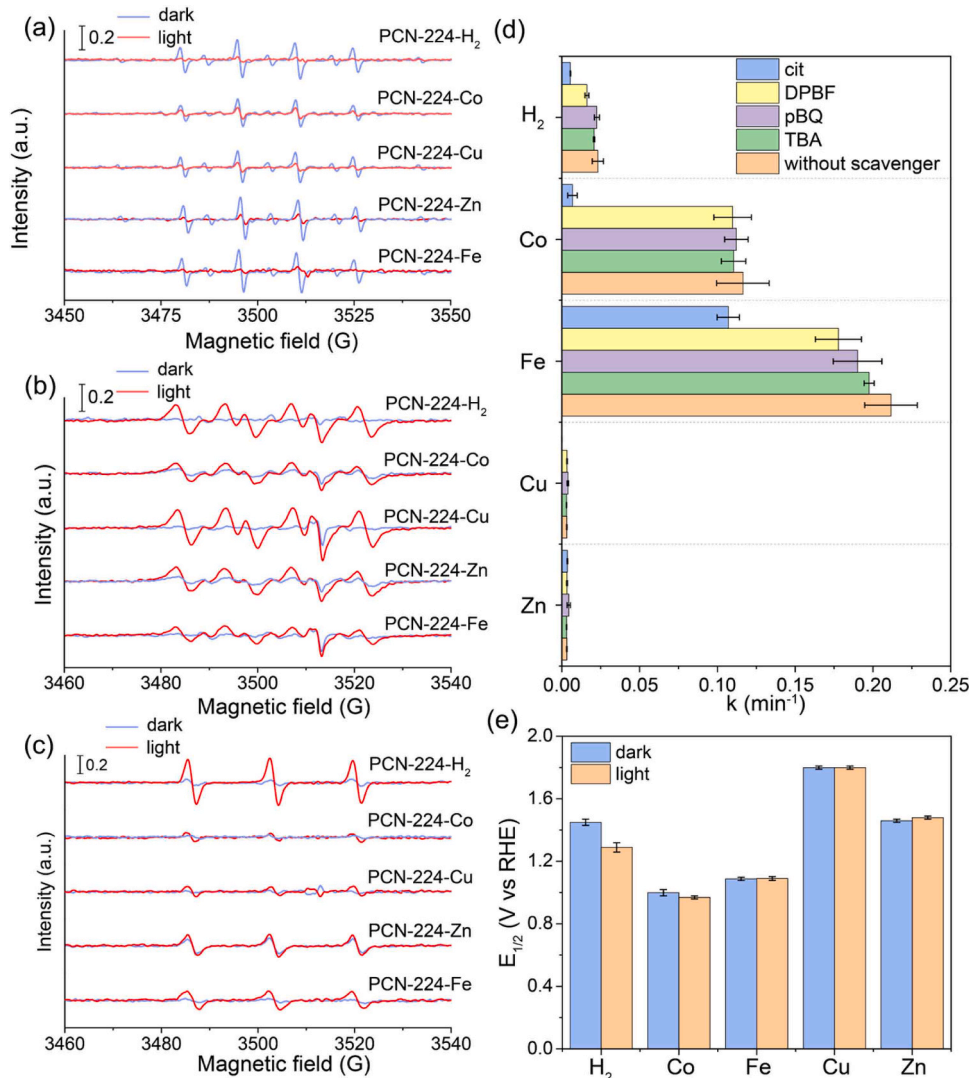 (a)
dark
light
0.2
PCN-224-H₂
PCN-224-Co
PCN-224-Cu
PCN-224-Zn
PCN-224-Fe
Intensity (a.u.)
3450 3475 3500 3525 3550
Magnetic field (G)
(b)
dark
light
0.2
PCN-224-H₂
PCN-224-Co
PCN-224-Cu
PCN-224-Zn
PCN-224-Fe
Intensity (a.u.)
3460 3480 3500 3520 3540
Magnetic field (G)
(c)
dark
light
0.2
PCN-224-H₂
PCN-224-Co
PCN-224-Cu
PCN-224-Zn
PCN-224-Fe
Intensity (a.u.)
3460 3480 3500 3520 3540
Magnetic field (G)
(d)
cit
DPBF
pBQ
TBA
without scavenger
H₂
Co
Fe
Cu
Zn
0.00 0.05 0.10 0.15 0.20 0.25
k (min⁻¹)
(e)
dark
light
2.0
1.6
1.2
0.8
0.4
0.0
E₁/₂ (V vs RHE)
H₂ Co Fe Cu Zn